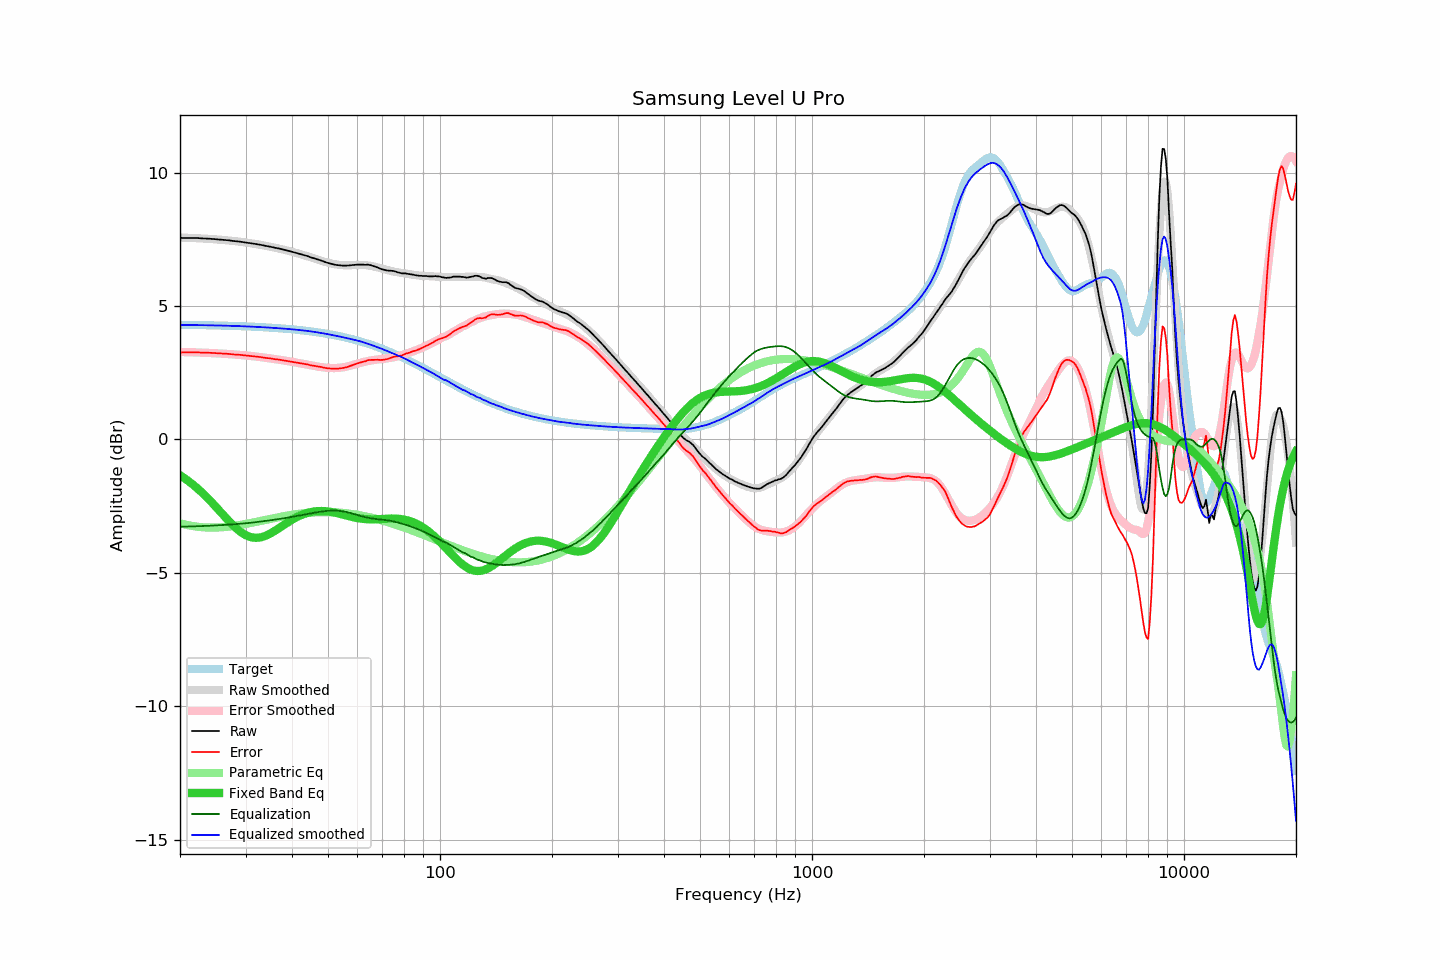 Samsung Level U Pro
Amplitude (dBr)
10
5
0
−5
−10
−15
Target
Raw Smoothed
Error Smoothed
Raw
Error
Parametric Eq
Fixed Band Eq
Equalization
Equalized smoothed
100
1000
10000
Frequency (Hz)